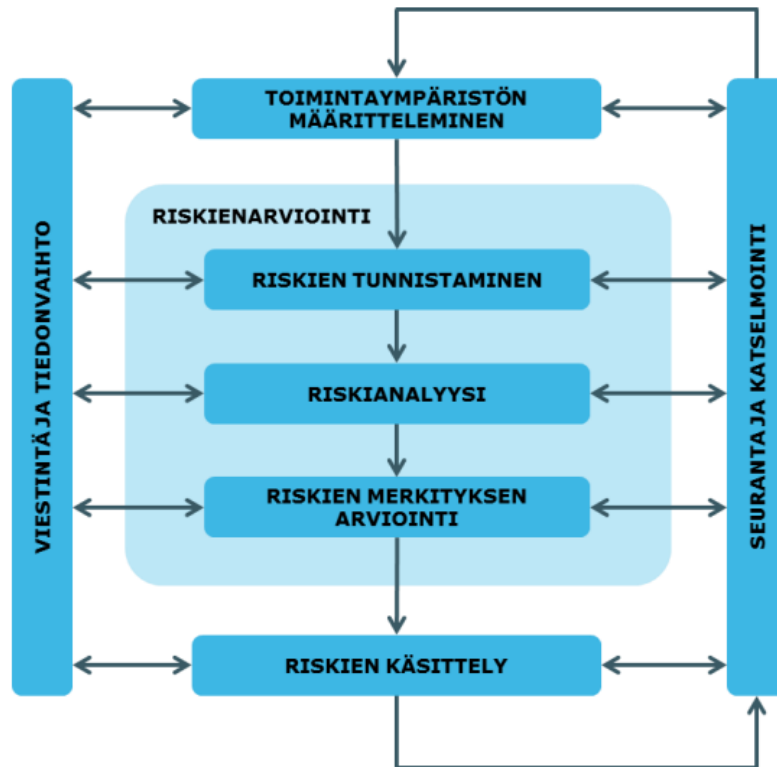 TOIMINTAYMPÄRISTÖN
MÄÄRITTELEMINEN
RISKIENARVIOINTI
RISKIEN TUNNISTAMINEN
RISKIANALYYSI
RISKIEN MERKITYKSEN
ARVIOINTI
RISKIEN KÄSITTELY
VIESTINTÄ JA TIEDONVAIHTO
SEURANTA JA KATSELMOINTI